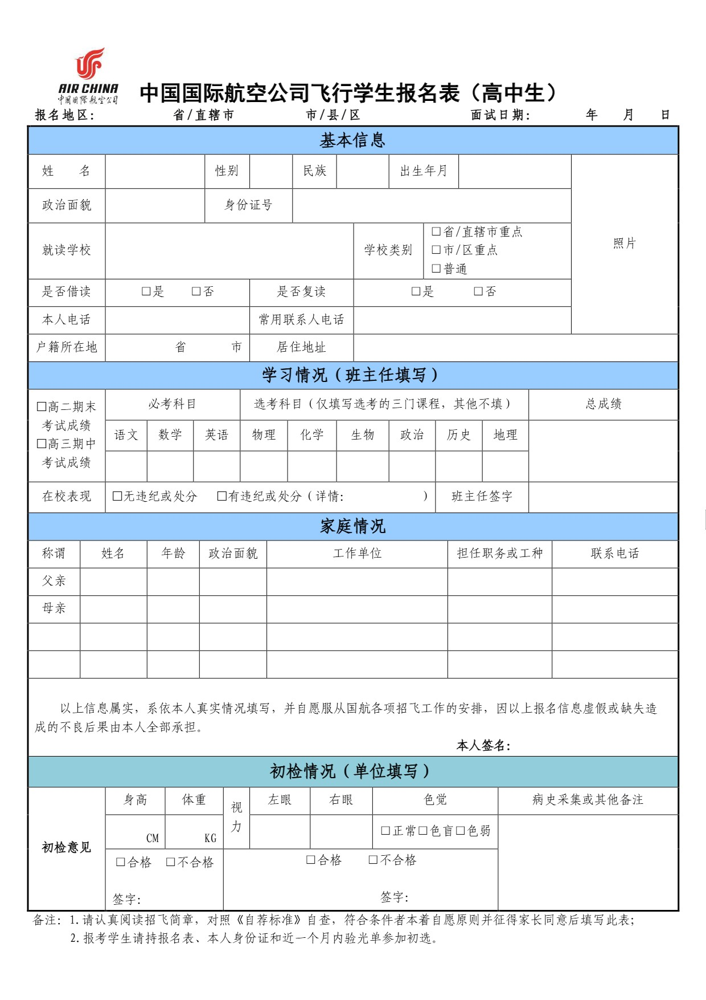 AIR CHINA
中国国际航空公司
中国国际航空公司飞行学生报名表（高中生）
报名地区： 省/直辖市 市/县/区 面试日期： 年 月 日
基本信息
姓 名 性别 民族 出生年月
照片
政治面貌 身份证号
就读学校 学校类别
□省/直辖市重点
□市/区重点
□普通
是否借读 □是 □否 是否复读 □是 □否
本人电话 常用联系人电话
户籍所在地 省 市 居住地址
学习情况（班主任填写）
□高二期末
考试成绩
□高三期中
考试成绩
必考科目 选考科目（仅填写选考的三门课程，其他不填） 总成绩
语文 数学 英语 物理 化学 生物 政治 历史 地理
在校表现 □无违纪或处分 □有违纪或处分（详情： ） 班主任签字
家庭情况
称谓 姓名 年龄 政治面貌 工作单位 担任职务或工种 联系电话
父亲
母亲
以上信息属实，系依本人真实情况填写，并自愿服从国航各项招飞工作的安排，因以上报名信息虚假或缺失造
成的不良后果由本人全部承担。
本人签名：
初检情况（单位填写）
初检意见
身高 体重 视力 左眼 右眼 色觉 病史采集或其他备注
CM KG □正常□色盲□色弱
□合格 □不合格 □合格 □不合格
签字： 签字：
备注：1.请认真阅读招飞简章，对照《自荐标准》自查，符合条件者本着自愿原则并征得家长同意后填写此表；
2.报考学生请持报名表、本人身份证和近一个月内验光单参加初选。